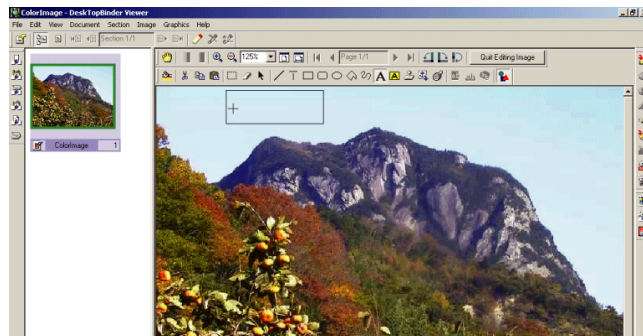 ColorImage - DeskTopBinder Viewer
File Edit View Document Section Image Graphics Help
Section 1/1
125% Page 1/1 Quit Editing Image
T A A
ColorImage 1